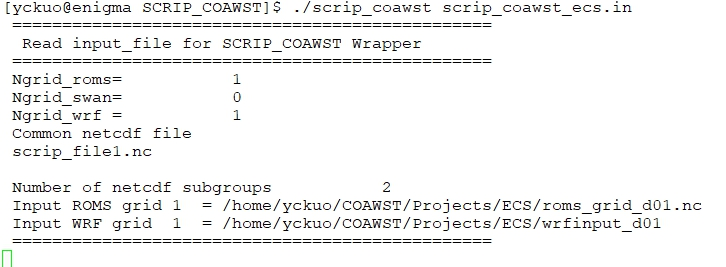 [yckuo@enigma SCRIP_COAWST]$ ./scrip_coawst scrip_coawst_ecs.in
================================================
Read input_file for SCRIP_COAWST Wrapper
================================================
Ngrid_roms= 1
Ngrid_swan= 0
Ngrid_wrf = 1
Common netcdf file
scrip_file1.nc
Number of netcdf subgroups 2
Input ROMS grid 1 = /home/yckuo/COAWST/Projects/ECS/roms_grid_d01.nc
Input WRF grid 1 = /home/yckuo/COAWST/Projects/ECS/wrfinput_d01
================================================